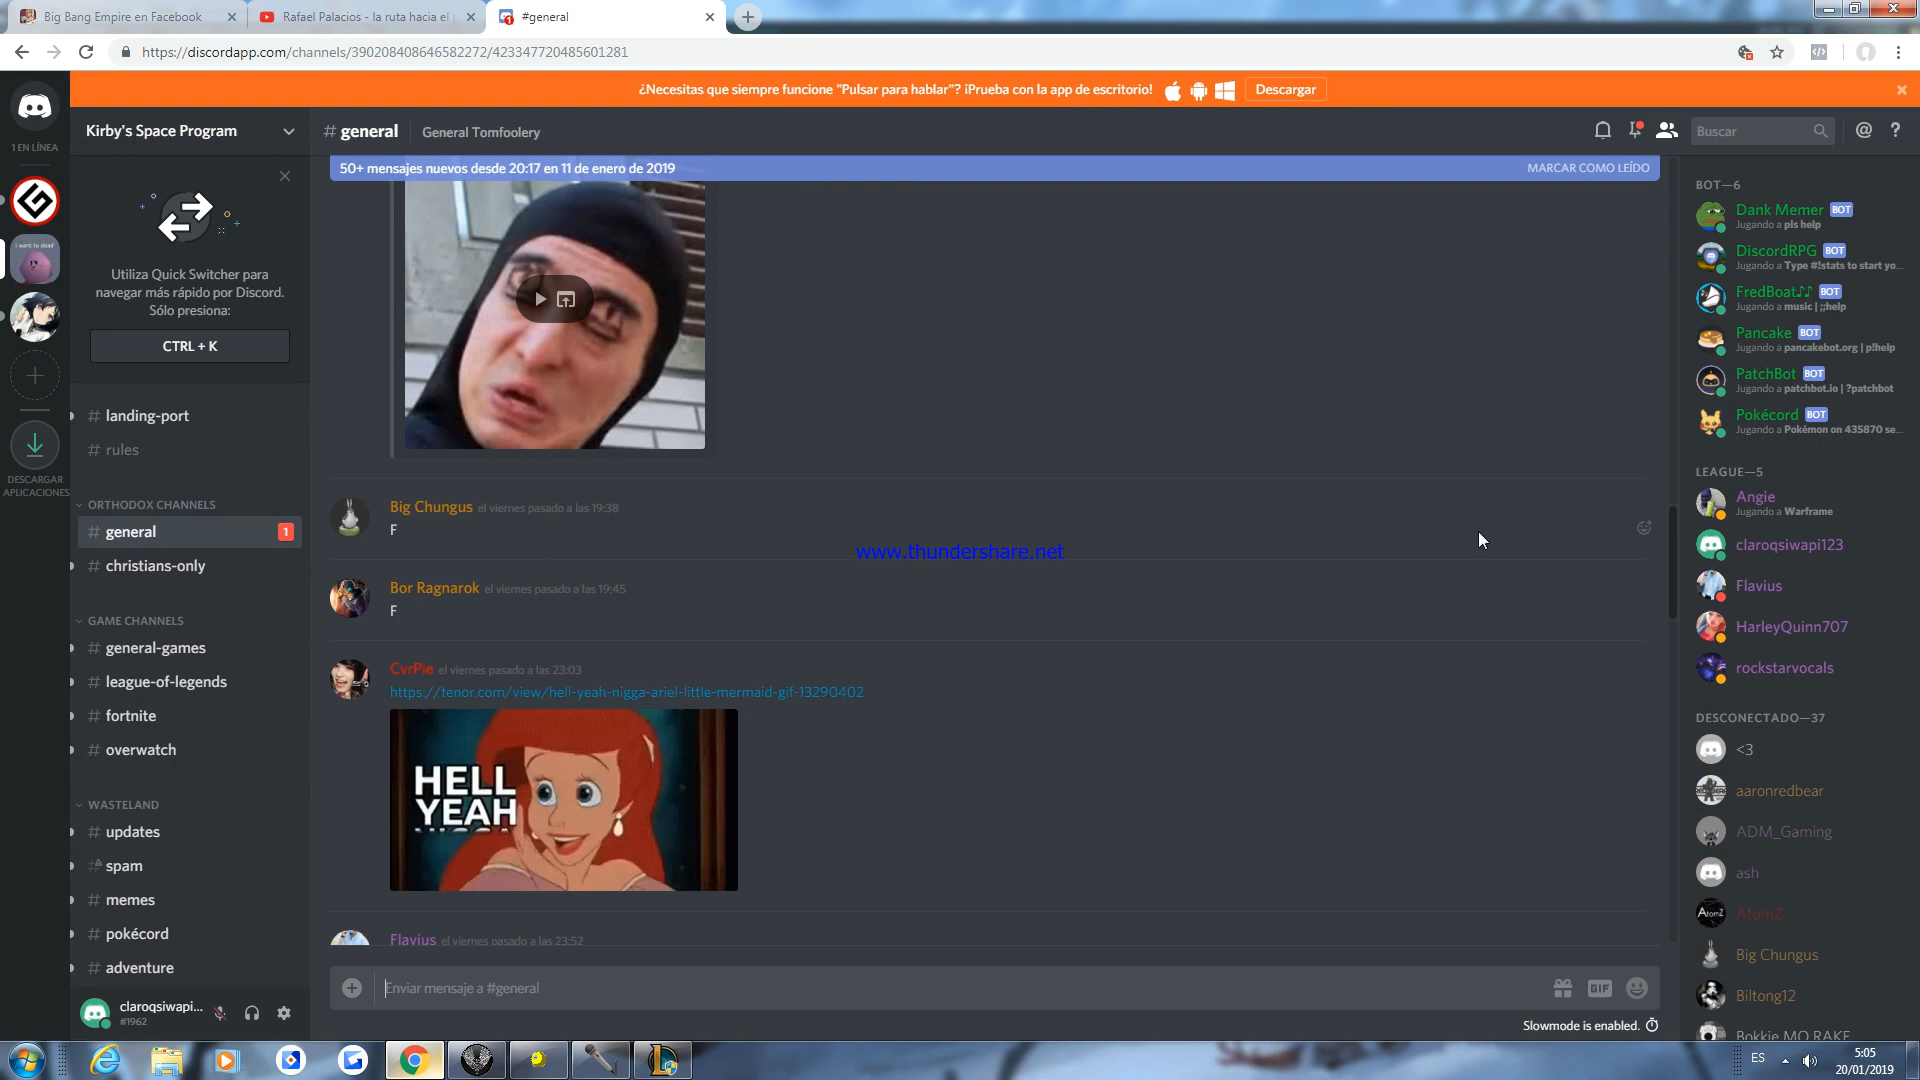 Big Bang Empire en Facebook
Rafael Palacios - la ruta hacia el
#general
https://discordapp.com/channels/390208408646582272/423347720485601281
¿Necesitas que siempre funcione "Pulsar para hablar"? ¡Prueba con la app de escritorio!
Descargar
1 EN LÍNEA
Kirby's Space Program
# general
General Tomfoolery
Buscar
50+ mensajes nuevos desde 20:17 en 11 de enero de 2019
MARCAR COMO LEÍDO
i want to dead
Utiliza Quick Switcher para
navegar más rápido por Discord.
Sólo presiona:
CTRL + K
DESCARGAR
APLICACIONES
# landing-port
# rules
ORTHODOX CHANNELS
# general
1
# christians-only
GAME CHANNELS
# general-games
# league-of-legends
# fortnite
# overwatch
WASTELAND
# updates
# spam
# memes
# pokécord
# adventure
claroqsiwapi...
#1962
Big Chungus el viernes pasado a las 19:38
F
www.thundershare.net
Bor Ragnarok el viernes pasado a las 19:45
F
CvrPie el viernes pasado a las 23:03
https://tenor.com/view/hell-yeah-nigga-ariel-little-mermaid-gif-13290402
HELL
YEAH
Flavius el viernes pasado a las 23:52
Enviar mensaje a #general
GIF
Slowmode is enabled.
BOT—6
Dank Memer BOT
Jugando a pls help
DiscordRPG BOT
Jugando a Type #!stats to start yo...
FredBoat♪♪ BOT
Jugando a music | ;;help
Pancake BOT
Jugando a pancakebot.org | p!help
PatchBot BOT
Jugando a patchbot.io | ?patchbot
Pokécord BOT
Jugando a Pokémon on 435870 se...
LEAGUE—5
Angie
Jugando a Warframe
claroqsiwapi123
Flavius
HarleyQuinn707
rockstarvocals
DESCONECTADO—37
<3
aaronredbear
ADM_Gaming
ash
AtomZ
AtomZ
Big Chungus
Biltong12
Bokkie MO RAKE
ES
5:05
20/01/2019